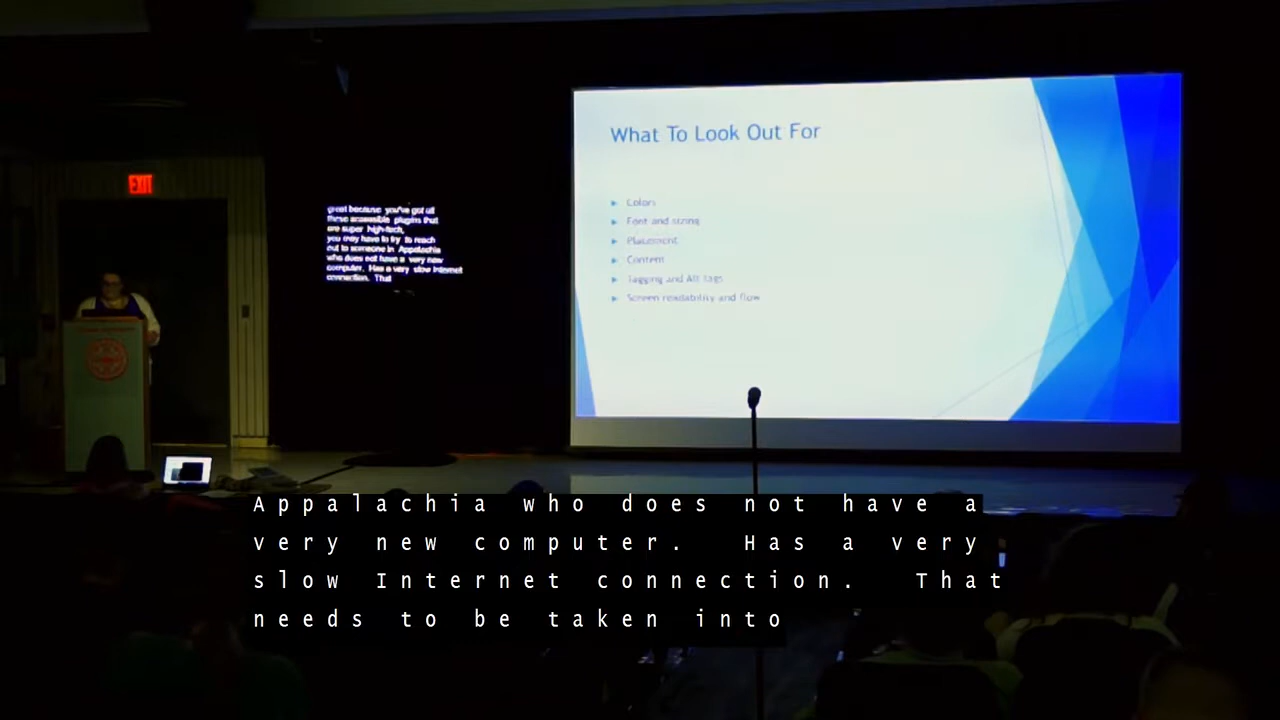 EXIT
great because you've got all
these accessible plugins that
are super high-tech,
you may have to try to reach
out to someone in Appalachia
who does not have a very new
computer. Has a very slow Internet
connection. That
What To Look Out For
Colors
Font and sizing
Placement
Content
Tagging and Alt Tags
Screen readability and flow
Appalachia who does not have a
very new computer. Has a very
slow Internet connection. That
needs to be taken into